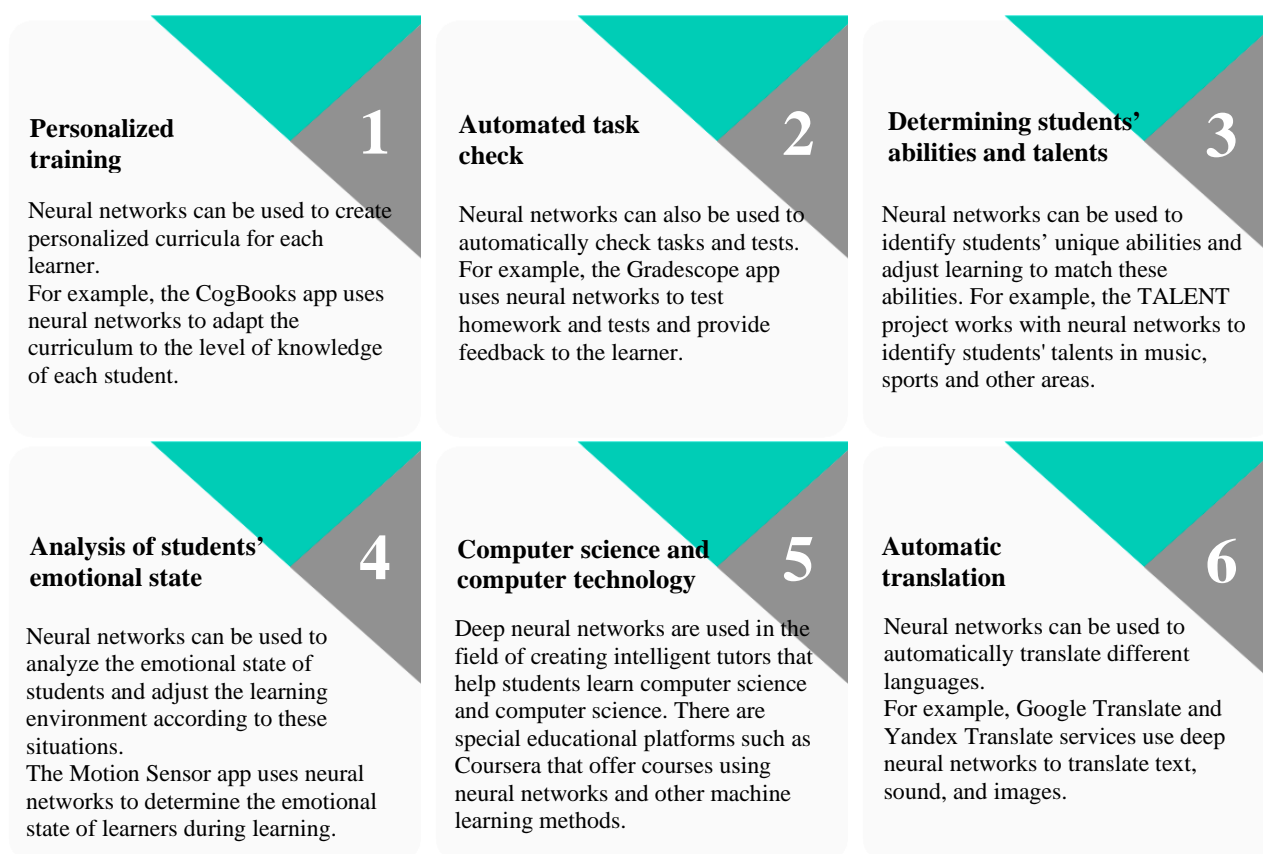 1
Personalized
training
Neural networks can be used to create
personalized curricula for each
learner.
For example, the CogBooks app uses
neural networks to adapt the
curriculum to the level of knowledge
of each student.
2
Automated task
check
Neural networks can also be used to
automatically check tasks and tests.
For example, the Gradescope app
uses neural networks to test
homework and tests and provide
feedback to the learner.
3
Determining students’
abilities and talents
Neural networks can be used to
identify students’ unique abilities and
adjust learning to match these
abilities. For example, the TALENT
project works with neural networks to
identify students' talents in music,
sports and other areas.
4
Analysis of students’
emotional state
Neural networks can be used to
analyze the emotional state of
students and adjust the learning
environment according to these
situations.
The Motion Sensor app uses neural
networks to determine the emotional
state of learners during learning.
5
Computer science and
computer technology
Deep neural networks are used in the
field of creating intelligent tutors that
help students learn computer science
and computer science. There are
special educational platforms such as
Coursera that offer courses using
neural networks and other machine
learning methods.
6
Automatic
translation
Neural networks can be used to
automatically translate different
languages.
For example, Google Translate and
Yandex Translate services use deep
neural networks to translate text,
sound, and images.